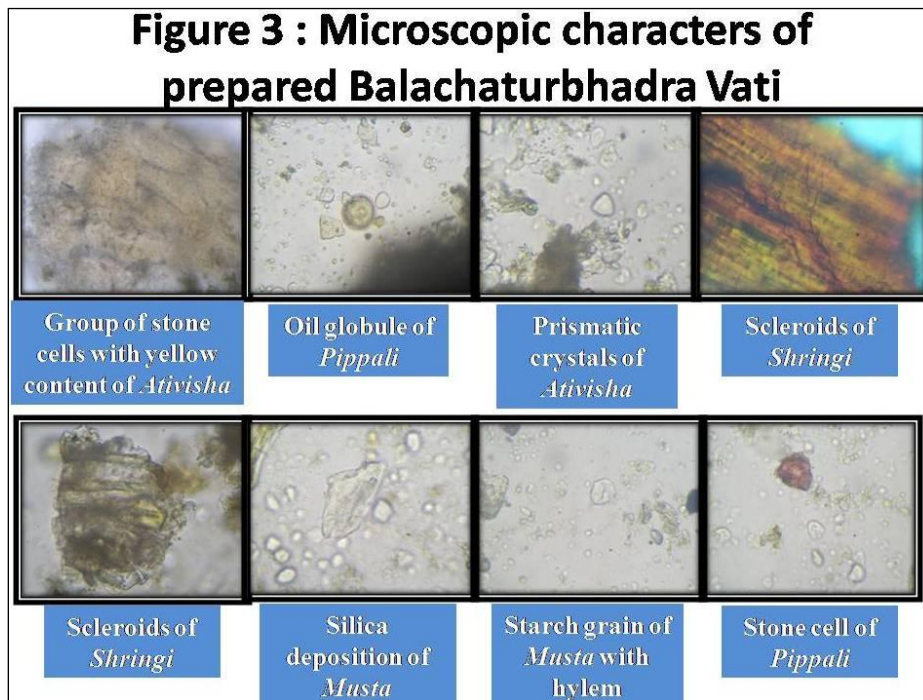 Figure 3 : Microscopic characters of
prepared Balachaturbhadra Vati
Group of stone
cells with yellow
content of Ativisha
Oil globule of
Pippali
Prismatic
crystals of
Ativisha
Scleroids of
Shringi
Scleroids of
Shringi
Silica
deposition of
Musta
Starch grain of
Musta with
hylem
Stone cell of
Pippali